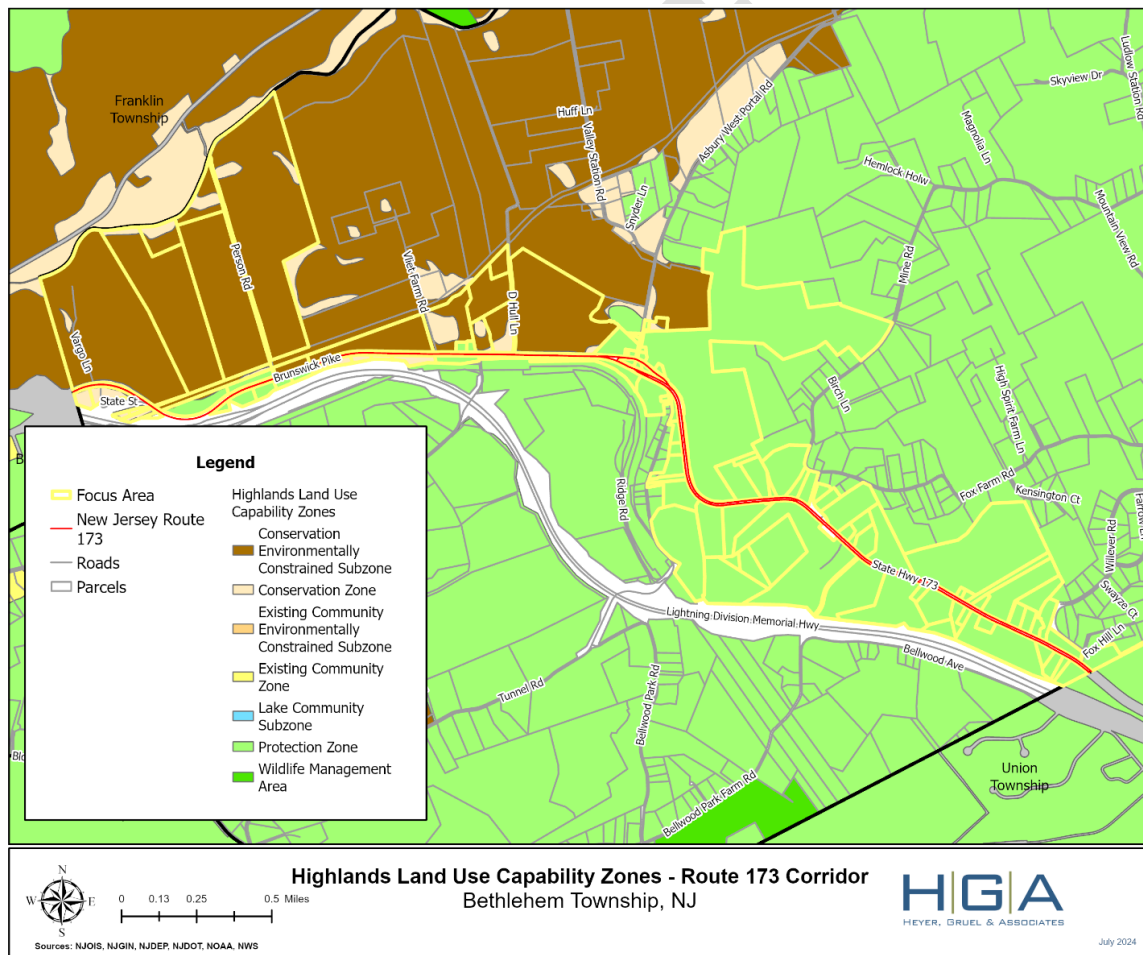 Franklin
Township
Huff Ln
Valley Station Rd
Asbury West Portal Rd
Skyview Dr
Ludlow Station Rd
Magnolia Ln
Hemlock Holw
Mountain View Rd
Snyder Ln
Person Rd
Vliet Farm Rd
D Hull Ln
Mine Rd
Vargo Ln
Brunswick Pike
State St
Birch Ln
High Spirit Farm Ln
Ridge Rd
Fox Farm Rd
Kensington Ct
Willever Rd
Farrow Ln
State Hwy 173
Swayze Ct
Fox Hill Ln
Lightning Division Memorial Hwy
Bellwood Ave
Tunnel Rd
Bellwood Park Rd
Bellwood Park Farm Rd
Union
Township
B
Blo
Legend
Focus Area
New Jersey Route
173
Roads
Parcels
Highlands Land Use
Capability Zones
Conservation
Environmentally
Constrained Subzone
Conservation Zone
Existing Community
Environmentally
Constrained Subzone
Existing Community
Zone
Lake Community
Subzone
Protection Zone
Wildlife Management
Area
N
W E
S
0 0.13 0.25 0.5 Miles
Sources: NJOIS, NJGIN, NJDEP, NJDOT, NOAA, NWS
Highlands Land Use Capability Zones - Route 173 Corridor
Bethlehem Township, NJ
H|G|A
HEYER, GRUEL & ASSOCIATES
July 2024